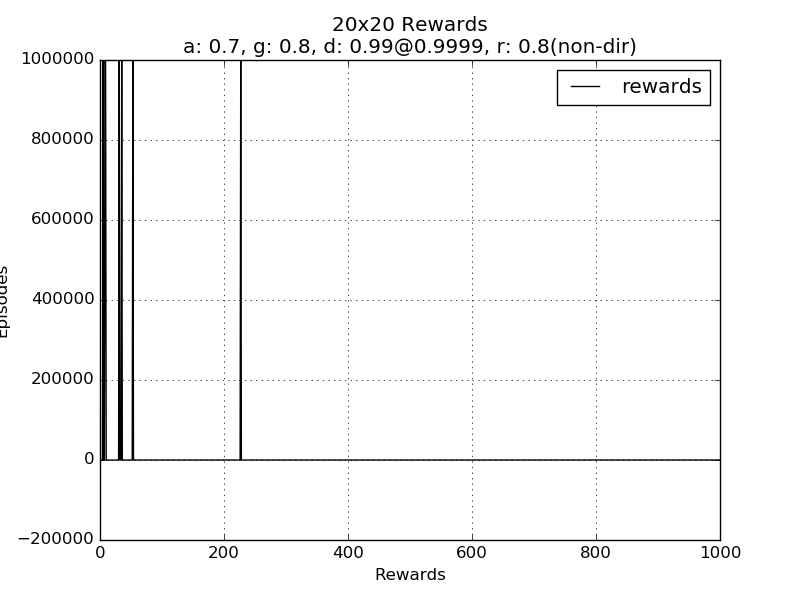 20x20 Rewards
a: 0.7, g: 0.8, d: 0.99@0.9999, r: 0.8(non-dir)
rewards
1000000
800000
600000
400000
200000
0
−200000
Episodes
0 200 400 600 800 1000
Rewards